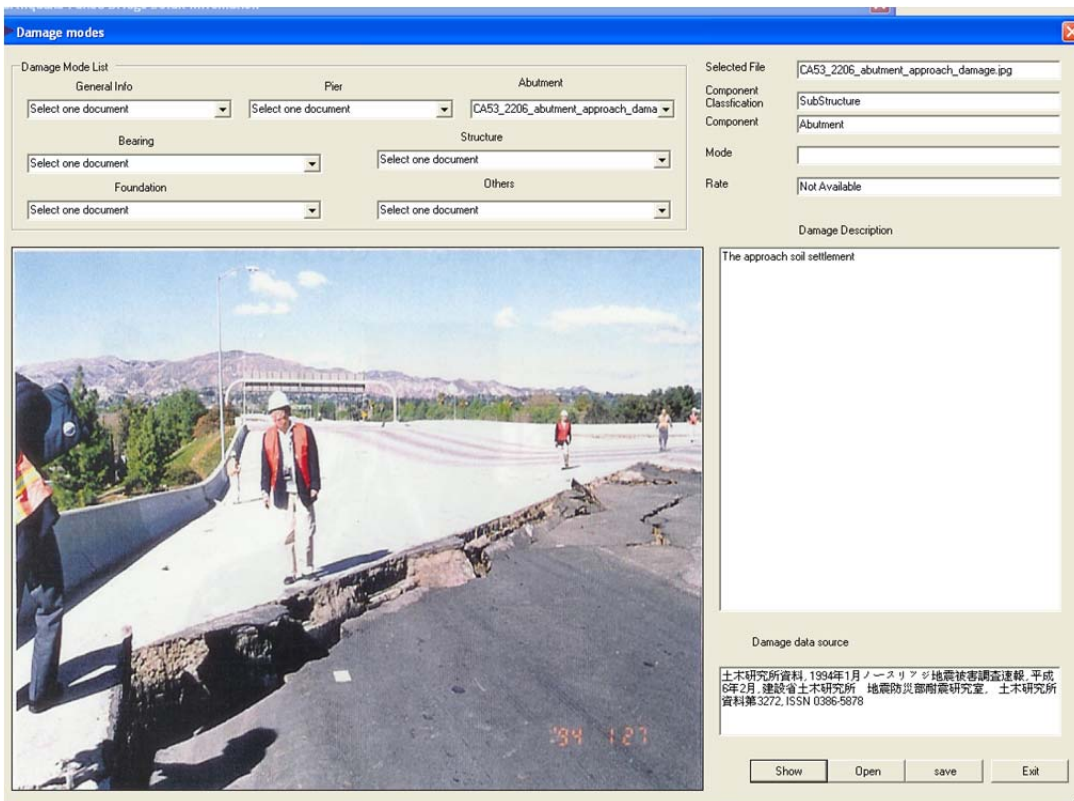 Damage modes
Damage Mode List
General Info
Pier
Abutment
Select one document
Select one document
CA53_2206_abutment_approach_dama
Bearing
Structure
Select one document
Select one document
Foundation
Others
Select one document
Select one document
Selected File
CA53_2206_abutment_approach_damage.jpg
Component
Classfication
SubStructure
Component
Abutment
Mode
Rate
Not Available
Damage Description
The approach soil settlement
Damage data source
土木研究所資料, 1994年1月ノースリッジ地震被害調査速報, 平成
6年2月, 建設省土木研究所 地震防災部耐震研究室, 土木研究所
資料第3272, ISSN 0386-5878
'94 1 27
Show
Open
save
Exit